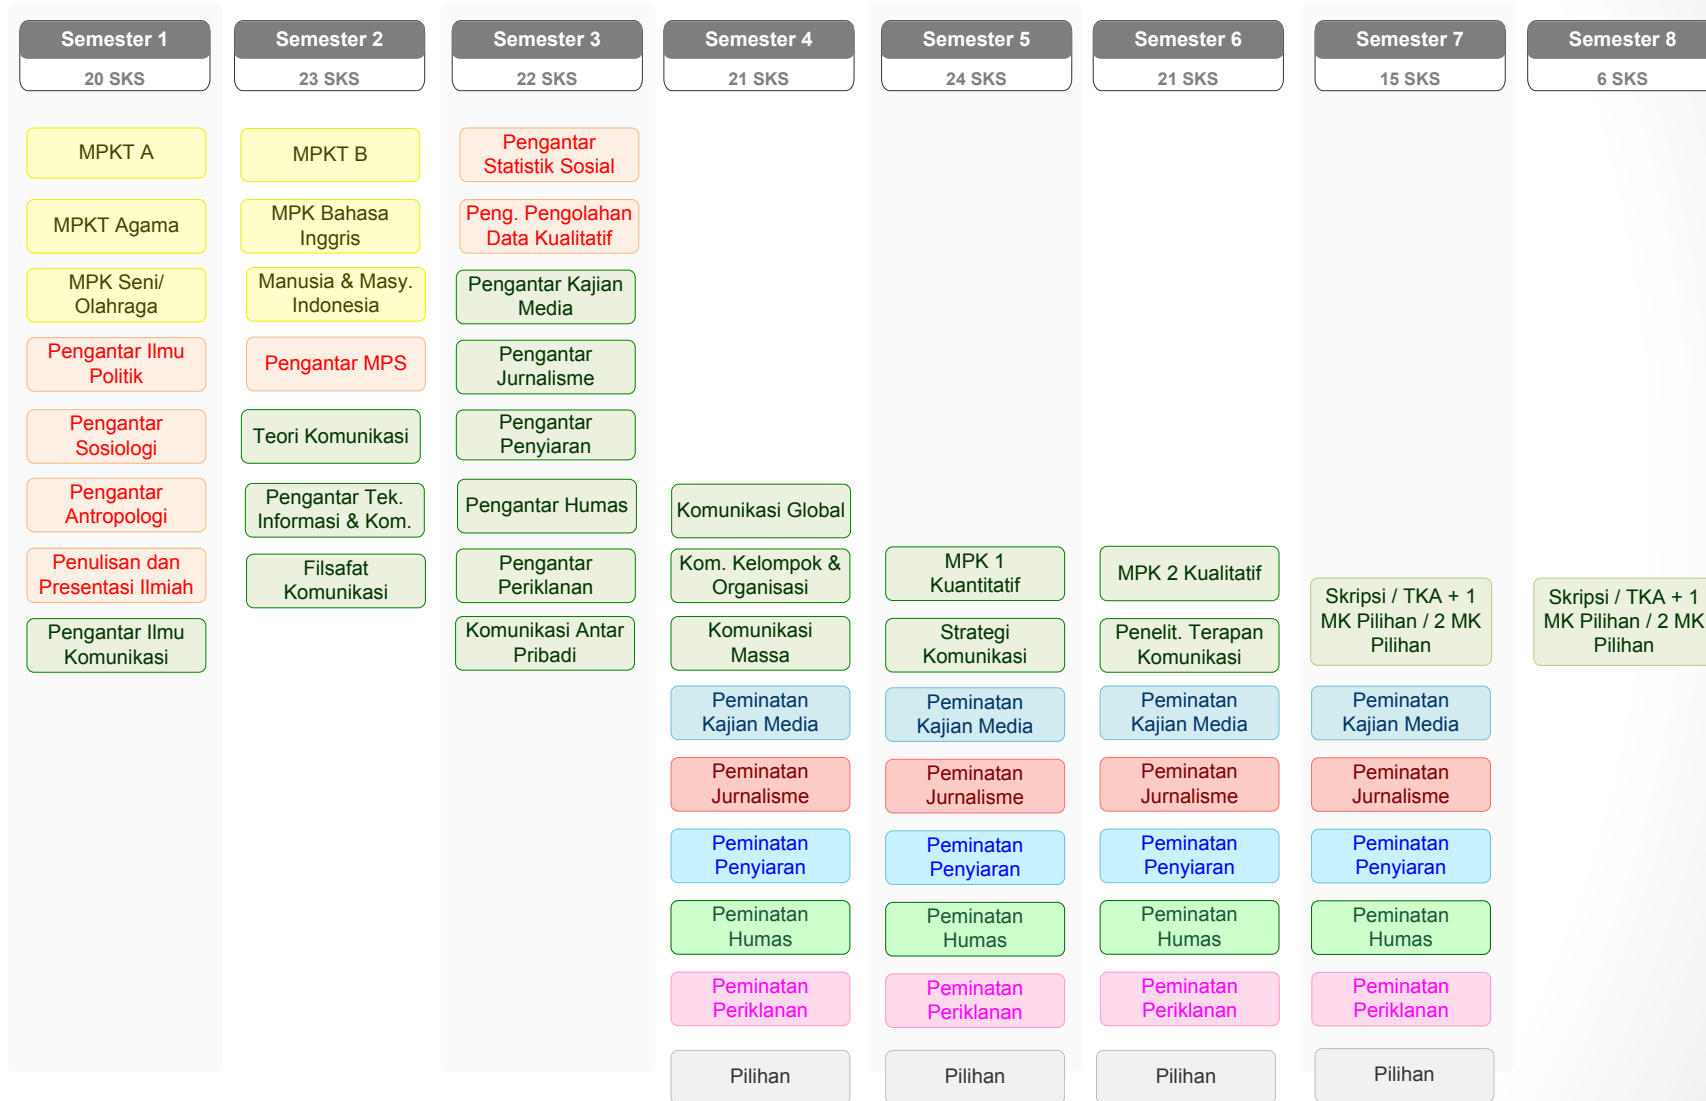 Semester 1
20 SKS
MPKT A
MPKT Agama
MPK Seni/
Olahraga
Pengantar Ilmu
Politik
Pengantar
Sosiologi
Pengantar
Antropologi
Penulisan dan
Presentasi Ilmiah
Pengantar Ilmu
Komunikasi
Semester 2
23 SKS
MPKT B
MPK Bahasa
Inggris
Manusia & Masy.
Indonesia
Pengantar MPS
Teori Komunikasi
Pengantar Tek.
Informasi & Kom.
Filsafat
Komunikasi
Semester 3
22 SKS
Pengantar
Statistik Sosial
Peng. Pengolahan
Data Kualitatif
Pengantar Kajian
Media
Pengantar
Jurnalisme
Pengantar
Penyiaran
Pengantar Humas
Pengantar
Periklanan
Komunikasi Antar
Pribadi
Semester 4
21 SKS
Komunikasi Global
Kom. Kelompok &
Organisasi
Komunikasi
Massa
Peminatan
Kajian Media
Peminatan
Jurnalisme
Peminatan
Penyiaran
Peminatan
Humas
Peminatan
Periklanan
Pilihan
Semester 5
24 SKS
MPK 1
Kuantitatif
Strategi
Komunikasi
Peminatan
Kajian Media
Peminatan
Jurnalisme
Peminatan
Penyiaran
Peminatan
Humas
Peminatan
Periklanan
Pilihan
Semester 6
21 SKS
MPK 2 Kualitatif
Penelit. Terapan
Komunikasi
Peminatan
Kajian Media
Peminatan
Jurnalisme
Peminatan
Penyiaran
Peminatan
Humas
Peminatan
Periklanan
Pilihan
Semester 7
15 SKS
Skripsi / TKA + 1
MK Pilihan / 2 MK
Pilihan
Peminatan
Kajian Media
Peminatan
Jurnalisme
Peminatan
Penyiaran
Peminatan
Humas
Peminatan
Periklanan
Pilihan
Semester 8
6 SKS
Skripsi / TKA + 1
MK Pilihan / 2 MK
Pilihan